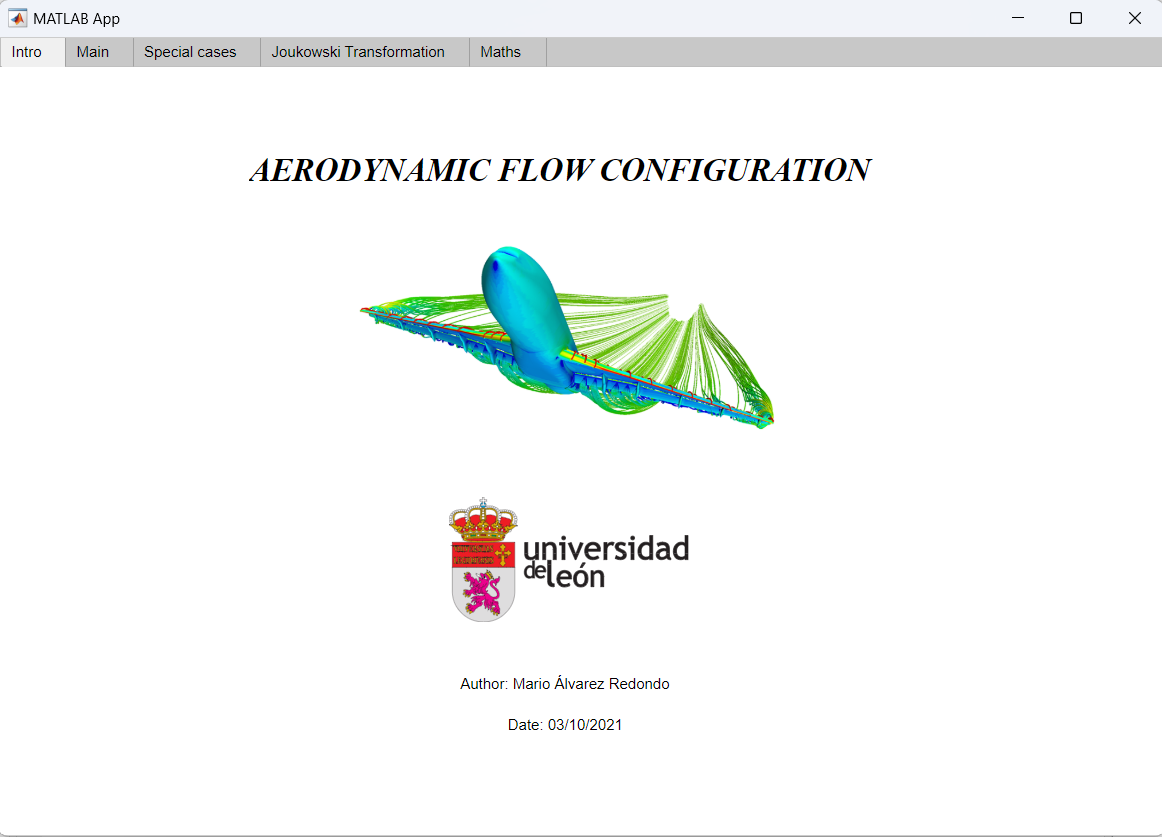 MATLAB App
Intro
Main
Special cases
Joukowski Transformation
Maths
AERODYNAMIC FLOW CONFIGURATION
universidad
de león
Author: Mario Álvarez Redondo
Date: 03/10/2021